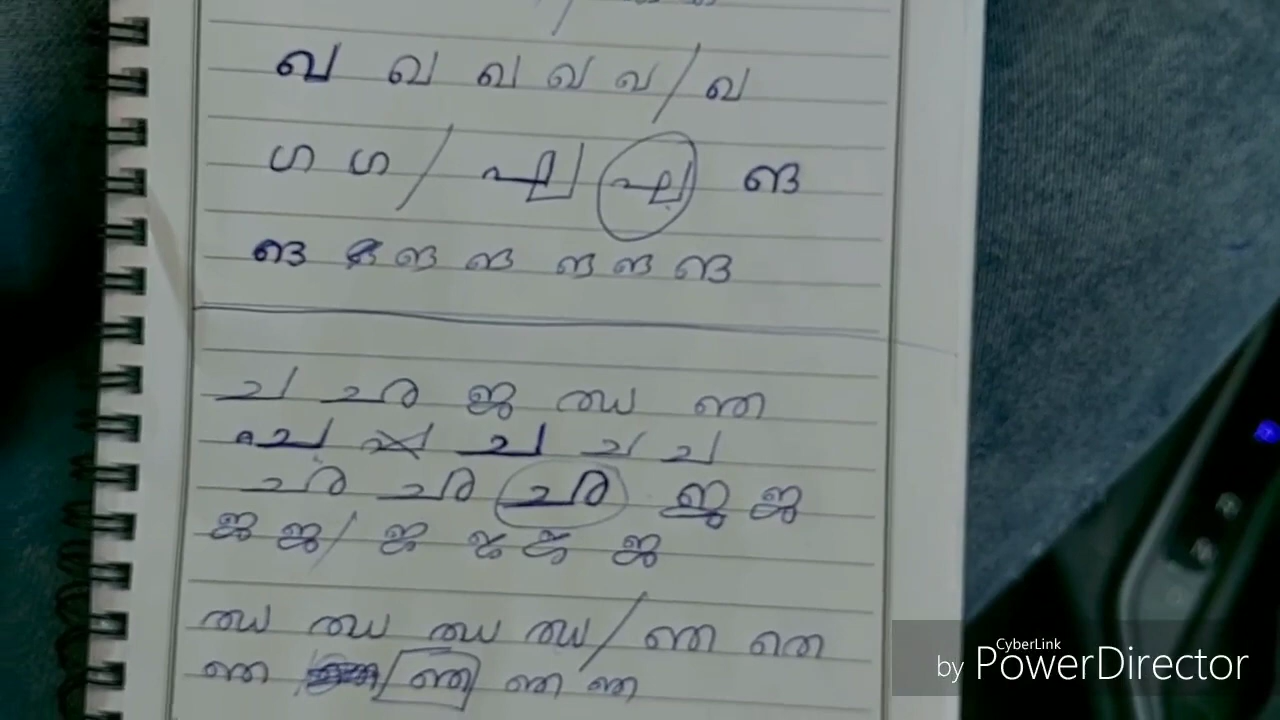 ഖ ഖ ഖ ഖ ഖ / ഖ
ഗ ഗ / ഘ ഘ ങ
ങ ങ ങ ങ ങ ങ
ച ഛ ജ ഝ ഞ
ച ച ച ച
ഛ ഛ ഛ ജ ജ
ജ ജ / ജ ജ ജ ജ
ഝ ഝ ഝ ഝ / ഞ ഞ
ഞ ഞ ഞ ഞ
CyberLink
by PowerDirector